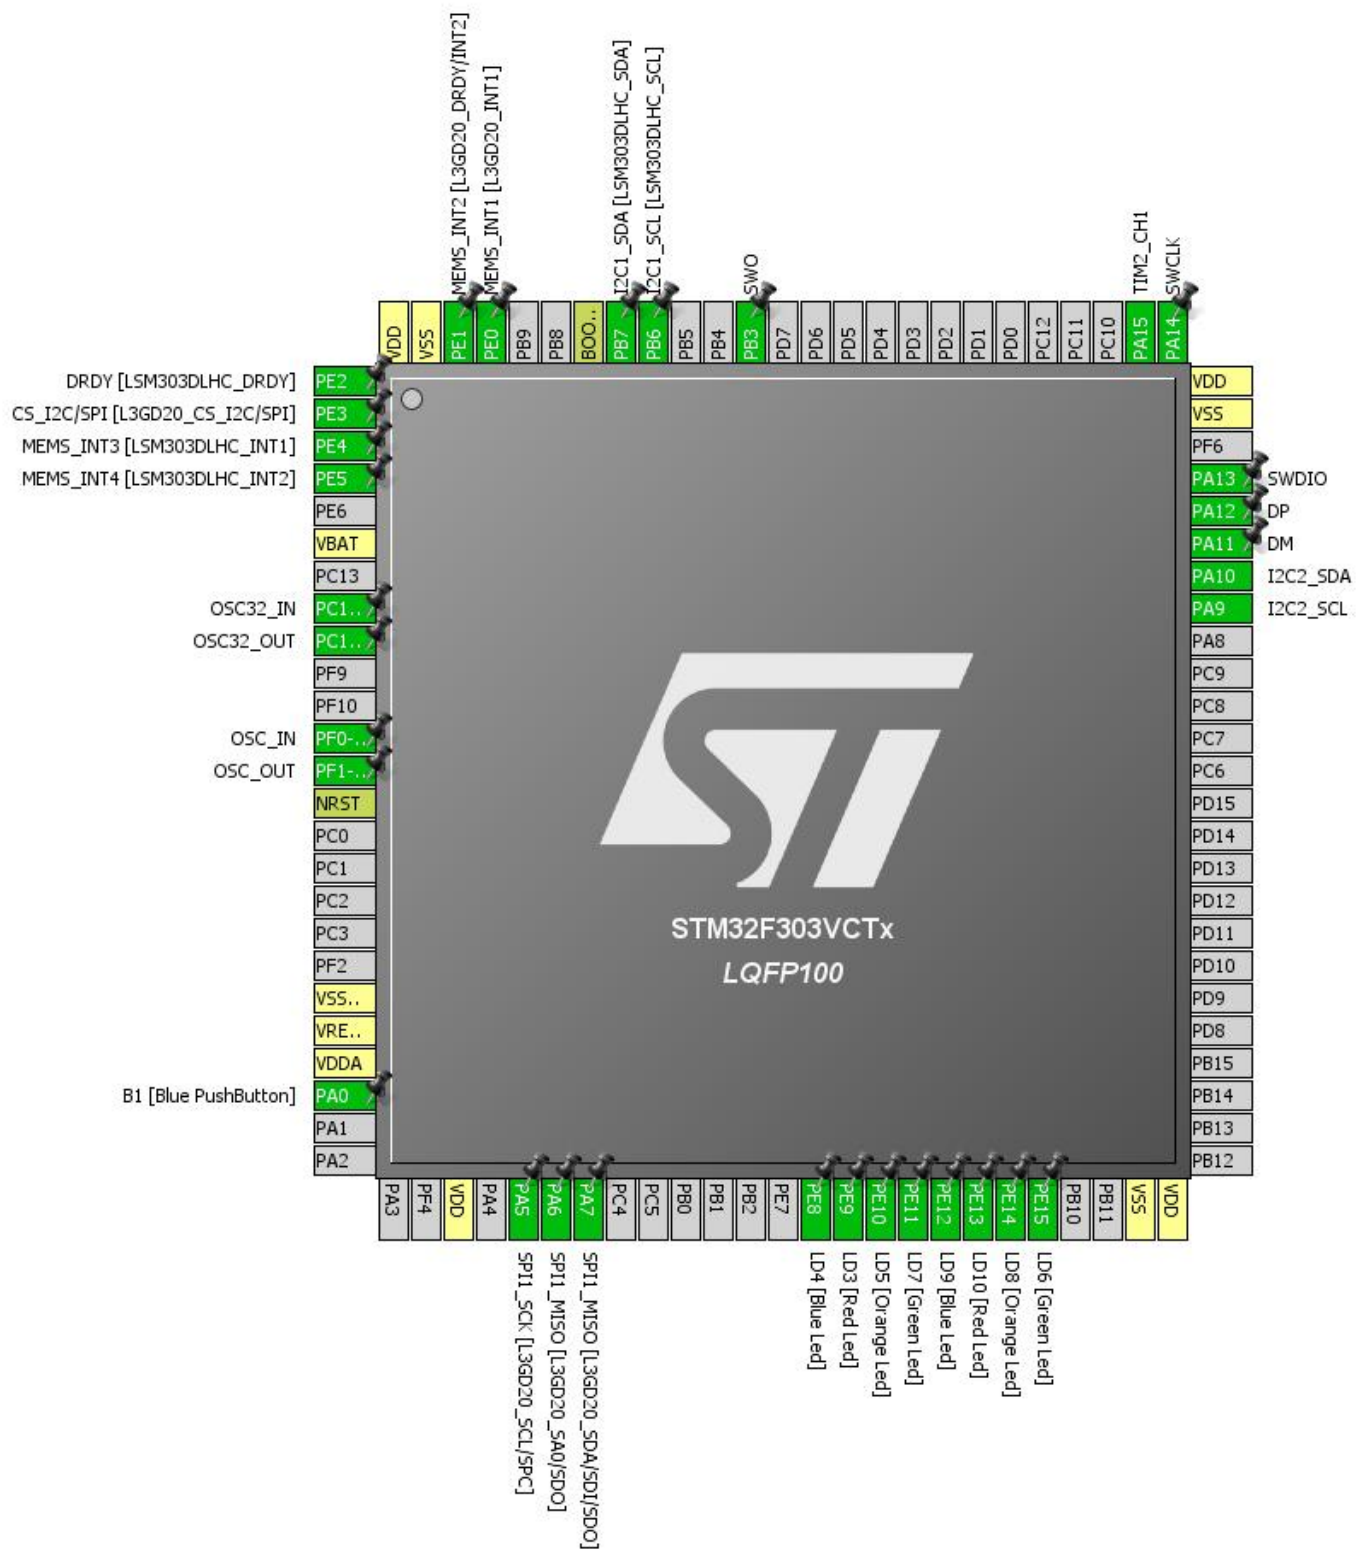 MEMS_INT2 [L3GD20_DRDY/INT2]
MEMS_INT1 [L3GD20_INT1]
I2C1_SDA [LSM303DLHC_SDA]
I2C1_SCL [LSM303DLHC_SCL]
SWO
TIM2_CH1
SWCLK
VDD
VSS
PE1
PE0
PB9
PB8
BOO..
PB7
PB6
PB5
PB4
PB3
PD7
PD6
PD5
PD4
PD3
PD2
PD1
PD0
PC12
PC11
PC10
PA15
PA14
DRDY [LSM303DLHC_DRDY] PE2
CS_I2C/SPI [L3GD20_CS_I2C/SPI] PE3
MEMS_INT3 [LSM303DLHC_INT1] PE4
MEMS_INT4 [LSM303DLHC_INT2] PE5
PE6
VBAT
PC13
OSC32_IN PC1..
OSC32_OUT PC1..
PF9
PF10
OSC_IN PF0-..
OSC_OUT PF1-..
NRST
PC0
PC1
PC2
PC3
PF2
VSS..
VRE..
VDDA
B1 [Blue PushButton] PA0
PA1
PA2
ST
STM32F303VCTx
LQFP100
VDD
VSS
PF6
PA13 SWDIO
PA12 DP
PA11 DM
PA10 I2C2_SDA
PA9 I2C2_SCL
PA8
PC9
PC8
PC7
PC6
PD15
PD14
PD13
PD12
PD11
PD10
PD9
PD8
PB15
PB14
PB13
PB12
PA3
PF4
VDD
PA4
PA5
PA6
PA7
PC4
PC5
PB0
PB1
PB2
PE7
PE8
PE9
PE10
PE11
PE12
PE13
PE14
PE15
PB10
PB11
VSS
VDD
SPI1_SCK [L3GD20_SCL/SPC]
SPI1_MISO [L3GD20_SA0/SDO]
SPI1_MISO [L3GD20_SDA/SDI/SDO]
LD4 [Blue Led]
LD3 [Red Led]
LD5 [Orange Led]
LD7 [Green Led]
LD9 [Blue Led]
LD10 [Red Led]
LD8 [Orange Led]
LD6 [Green Led]